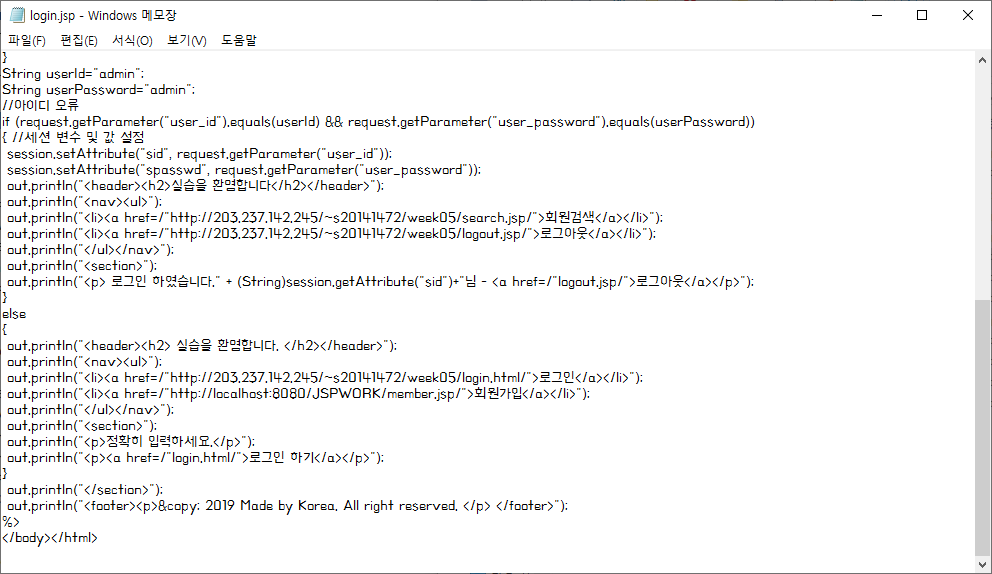 login.jsp - Windows 메모장
파일(F) 편집(E) 서식(O) 보기(V) 도움말
}
String userId="admin";
String userPassword="admin";
//아이디 오류
if (request.getParameter("user_id").equals(userId) && request.getParameter("user_password").equals(userPassword))
{ //세션 변수 및 값 설정
session.setAttribute("sid", request.getParameter("user_id"));
session.setAttribute("spasswd", request.getParameter("user_password"));
out.println("<header><h2>실습을 환영합니다</h2></header>");
out.println("<nav><ul>");
out.println("<li><a href=/"http://203.237.142.245/~s20141472/week05/search.jsp/">회원검색</a></li>");
out.println("<li><a href=/"http://203.237.142.245/~s20141472/week05/logout.jsp/">로그아웃</a></li>");
out.println("</ul></nav>");
out.println("<section>");
out.println("<p> 로그인 하였습니다." + (String)session.getAttribute("sid")+"님 - <a href=/"logout.jsp/">로그아웃</a></p>");
}
else
{
out.println("<header><h2> 실습을 환영합니다. </h2></header>");
out.println("<nav><ul>");
out.println("<li><a href=/"http://203.237.142.245/~s20141472/week05/login.html/">로그인</a></li>");
out.println("<li><a href=/"http://localhost:8080/JSPWORK/member.jsp/">회원가입</a></li>");
out.println("</ul></nav>");
out.println("<section>");
out.println("<p>정확히 입력하세요.</p>");
out.println("<p><a href=/"login.html/">로그인 하기</a></p>");
}
out.println("</section>");
out.println("<footer><p>&copy; 2019 Made by Korea. All right reserved. </p> </footer>");
%>
</body></html>